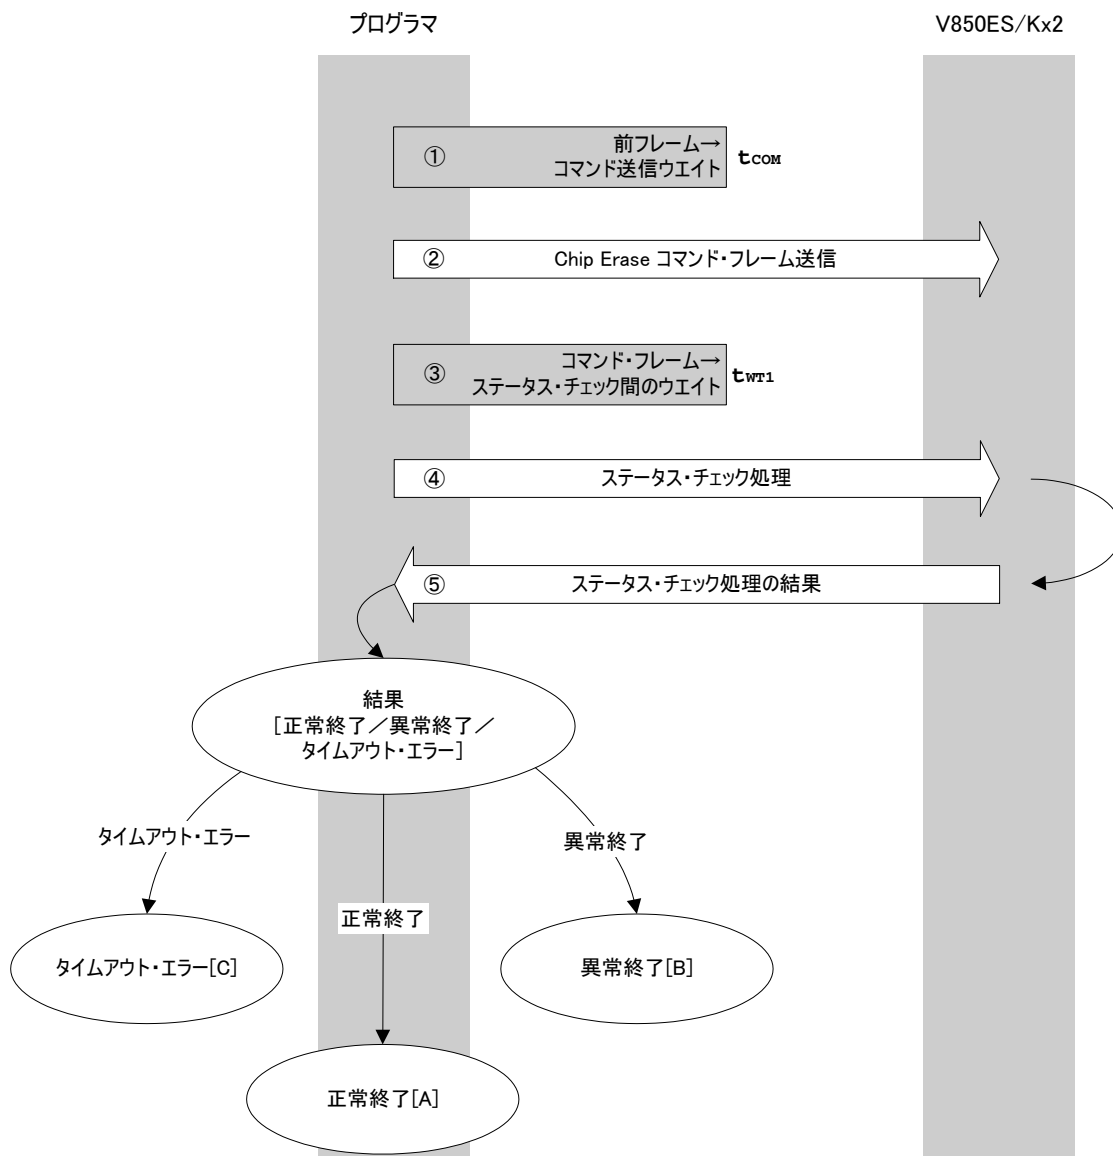 プログラマ
V850ES/Kx2
①
前フレーム→
コマンド送信ウエイト
tCOM
② Chip Erase コマンド・フレーム送信
③
コマンド・フレーム→
ステータス・チェック間のウエイト
tWT1
④ ステータス・チェック処理
⑤ ステータス・チェック処理の結果
結果
[正常終了／異常終了／
タイムアウト・エラー]
タイムアウト・エラー
異常終了
正常終了
タイムアウト・エラー[C]
異常終了[B]
正常終了[A]